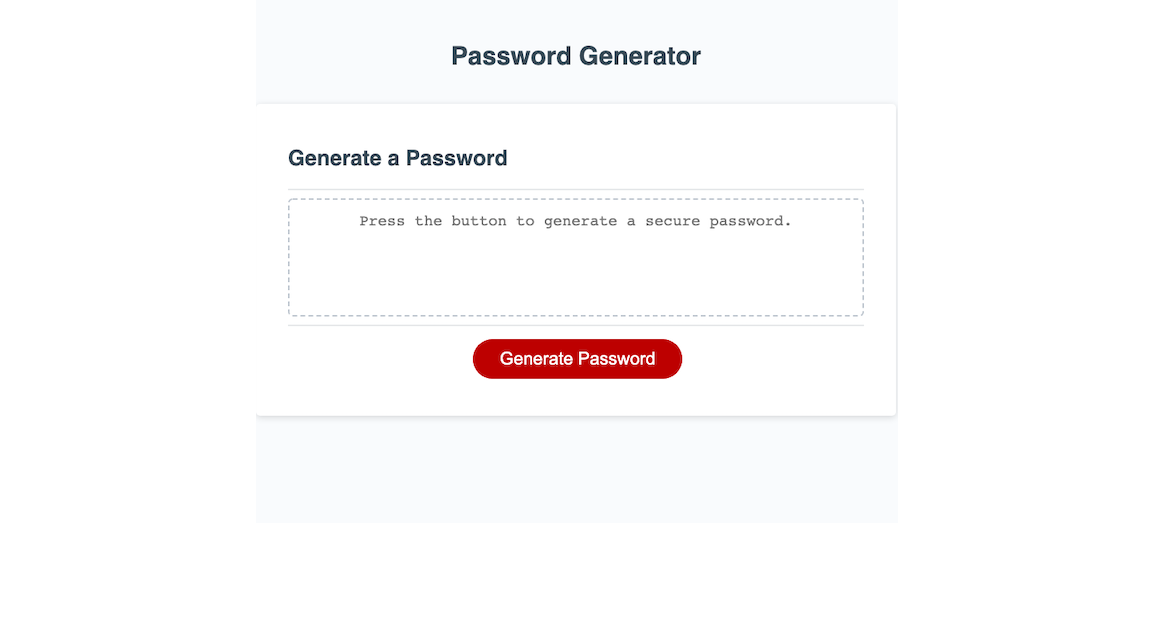 Password Generator
Generate a Password
Press the button to generate a secure password.
Generate Password